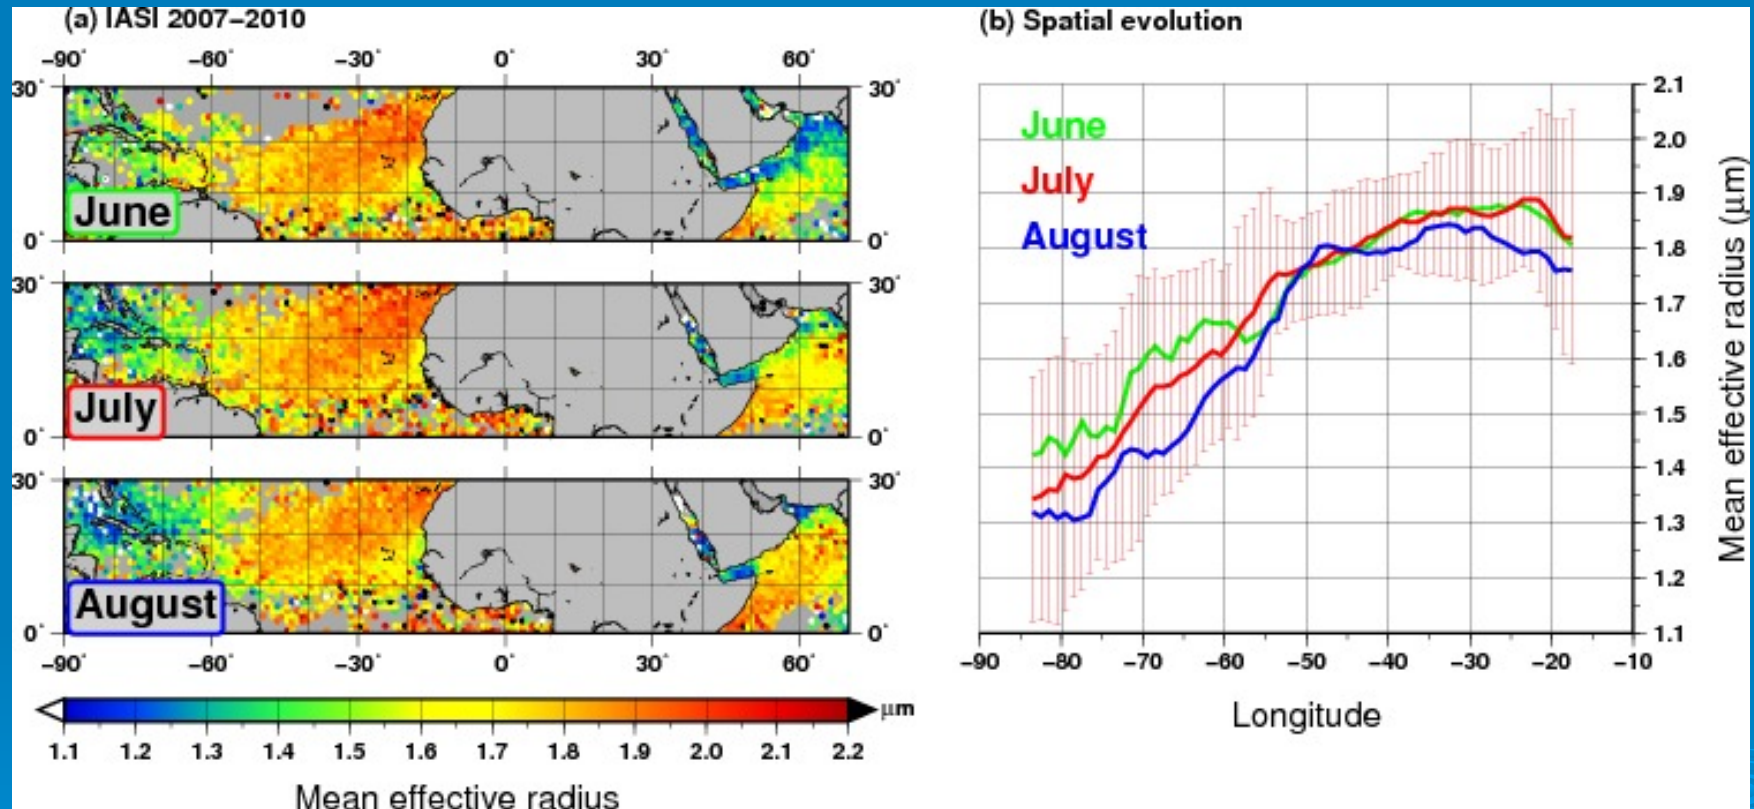 (a) IASI 2007–2010
−90° −60° −30° 0° 30° 60°
30° 30°
June
0° 0°
30° 30°
July
0° 0°
30° 30°
August
0° 0°
−90° −60° −30° 0° 30° 60°
μm
1.1 1.2 1.3 1.4 1.5 1.6 1.7 1.8 1.9 2.0 2.1 2.2
Mean effective radius
(b) Spatial evolution
June
July
August
2.1
2.0
1.9
1.8
1.7
1.6
1.5
1.4
1.3
1.2
1.1
Mean effective radius (μm)
−90 −80 −70 −60 −50 −40 −30 −20 −10
Longitude